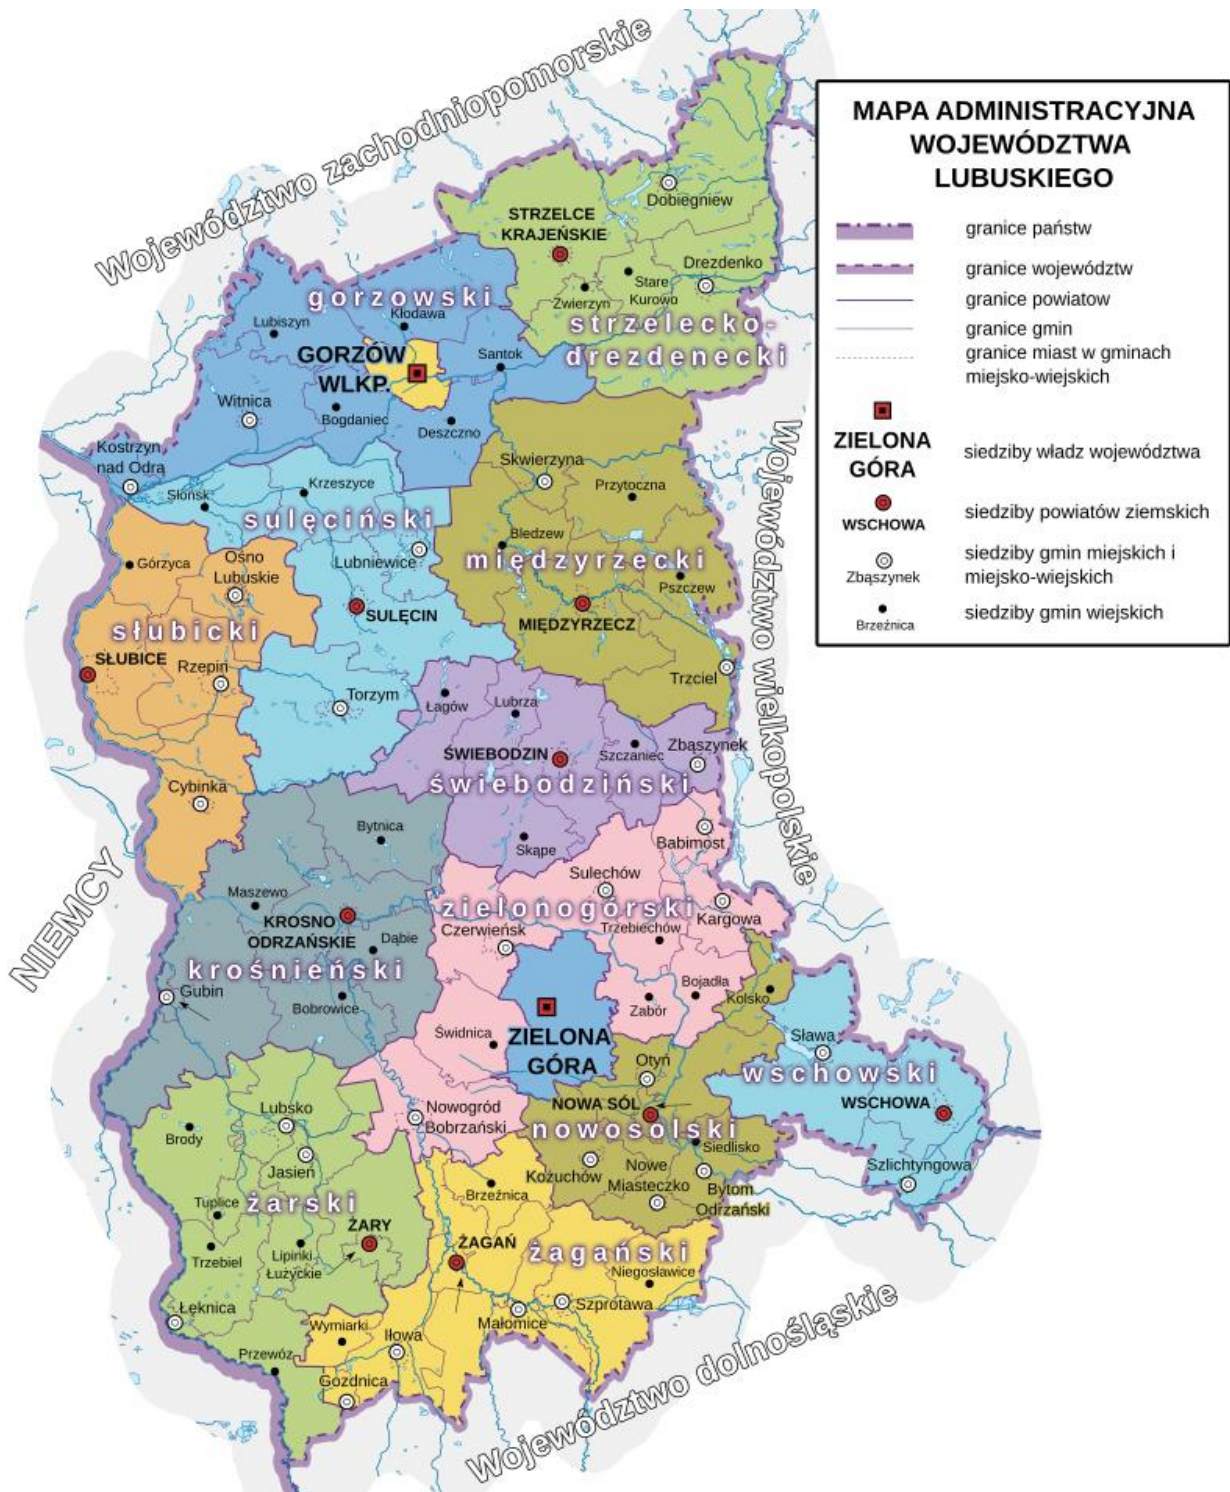 Województwo zachodniopomorskie
MAPA ADMINISTRACYJNA
WOJEWÓDZTWA
LUBUSKIEGO
granice państw
granice województw
granice powiatow
granice gmin
granice miast w gminach
miejsko-wiejskich
ZIELONA
GÓRA
siedziby władz województwa
WSCHOWA
siedziby powiatów ziemskich
Zbąszynek
siedziby gmin miejskich i
miejsko-wiejskich
Brzeźnica
siedziby gmin wiejskich
Dobiegniew
STRZELCE
KRAJEŃSKIE
Drezdenko
Stare
Kurowo
Zwierzyn
strzelecko-
drezdenecki
gorzowski
Kłodawa
Lubiszyn
GORZÓW
WLKP.
Santok
Witnica
Bogdaniec
Deszczno
Kostrzyn
nad Odrą
Województwo wielkopolskie
Skwierzyna
Krzeszyce
Przytoczna
Słońsk
sulęciński
Bledzew
międzyrzecki
Lubniewice
Górzyca
Ośno
Lubuskie
Pszczew
SULĘCIN
MIĘDZYRZECZ
słubicki
SŁUBICE
Rzepin
Trzciel
Torzym
Łagów
Lubrza
ŚWIEBODZIN
Szczaniec
Zbąszynek
świebodziński
Cybinka
Bytnica
Skąpe
Babimost
NIEMCY
Sulechów
Maszewo
zielonogórski
Kargowa
KROSNO
ODRZAŃSKIE
Dąbie
Czerwieńsk
Trzebiechów
krośnieński
Gubin
Bobrowice
Bojadła
Zabór
Kolsko
Świdnica
ZIELONA
GÓRA
Sława
Otyń
wschowski
WSCHOWA
Lubsko
Nowogród
Bobrzański
NOWA SÓL
nowosolski
Brody
Siedlisko
Jasień
Kożuchów
Nowe
Miasteczko
Szlichtyngowa
Bytom
Odrzański
Brzeźnica
żarski
Tuplice
ŻARY
Trzebiel
Lipinki
Łużyckie
ŻAGAŃ
żagański
Niegosławice
Łęknica
Szprotawa
Małomice
Wymiarki
Iłowa
Przewóz
Gozdnica
Województwo dolnośląskie